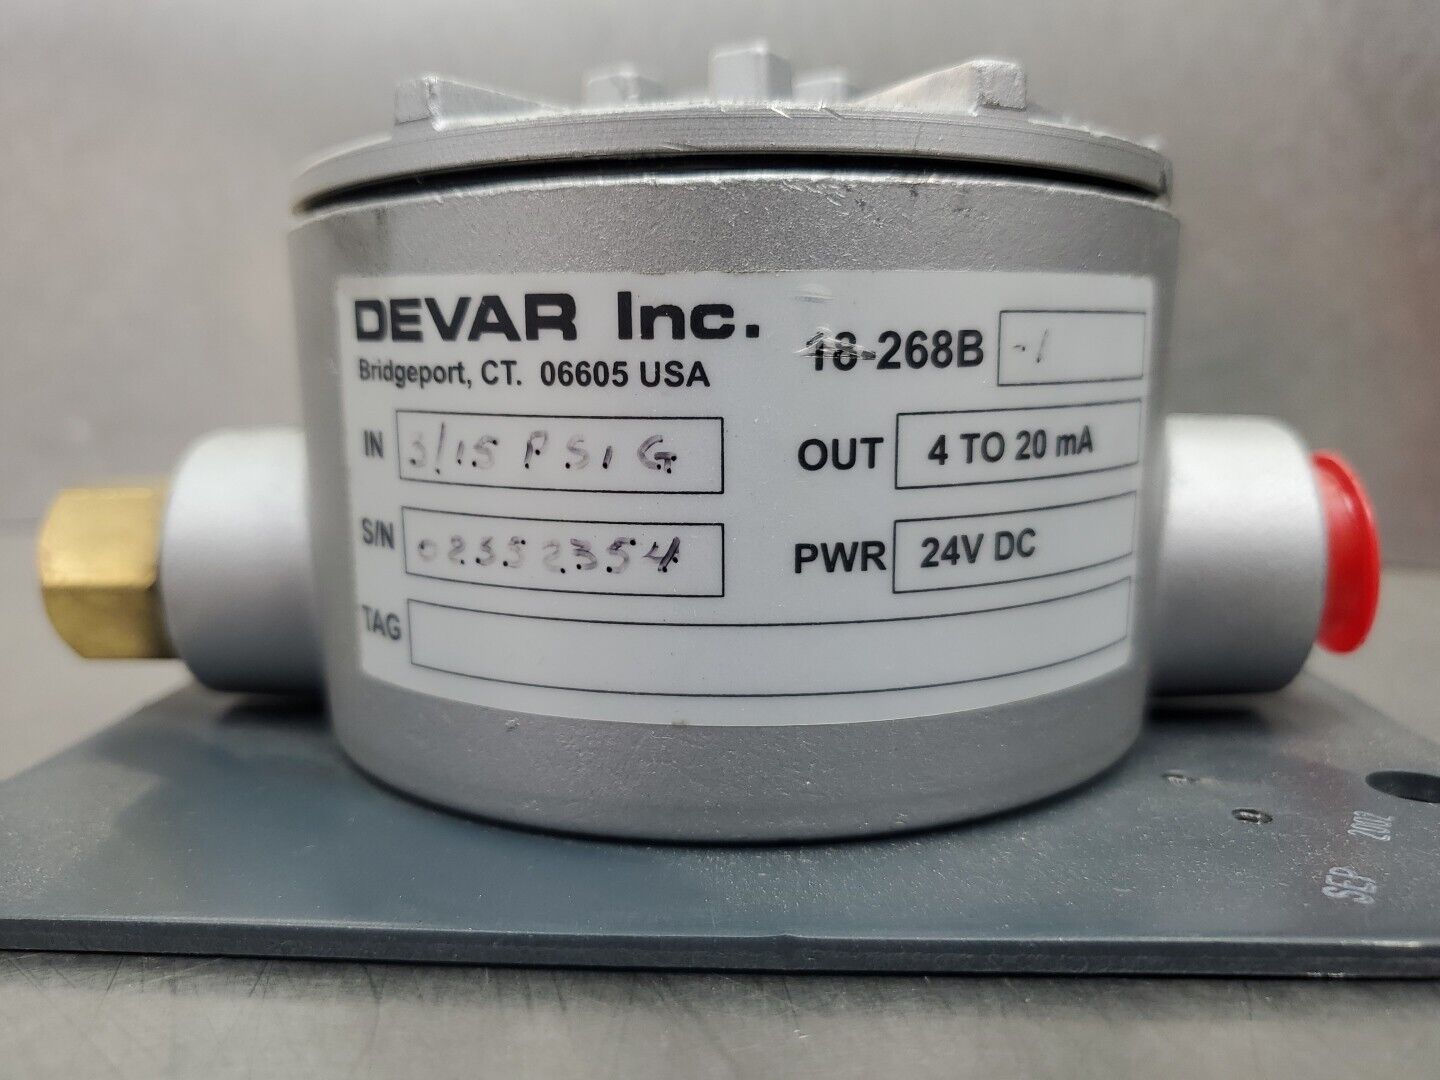 DEVAR Inc.
Bridgeport, CT. 06605 USA
18-268B -1
IN 3/15 PSIG
OUT 4 TO 20 mA
S/N 02352354
PWR 24V DC
TAG
SEP 2002